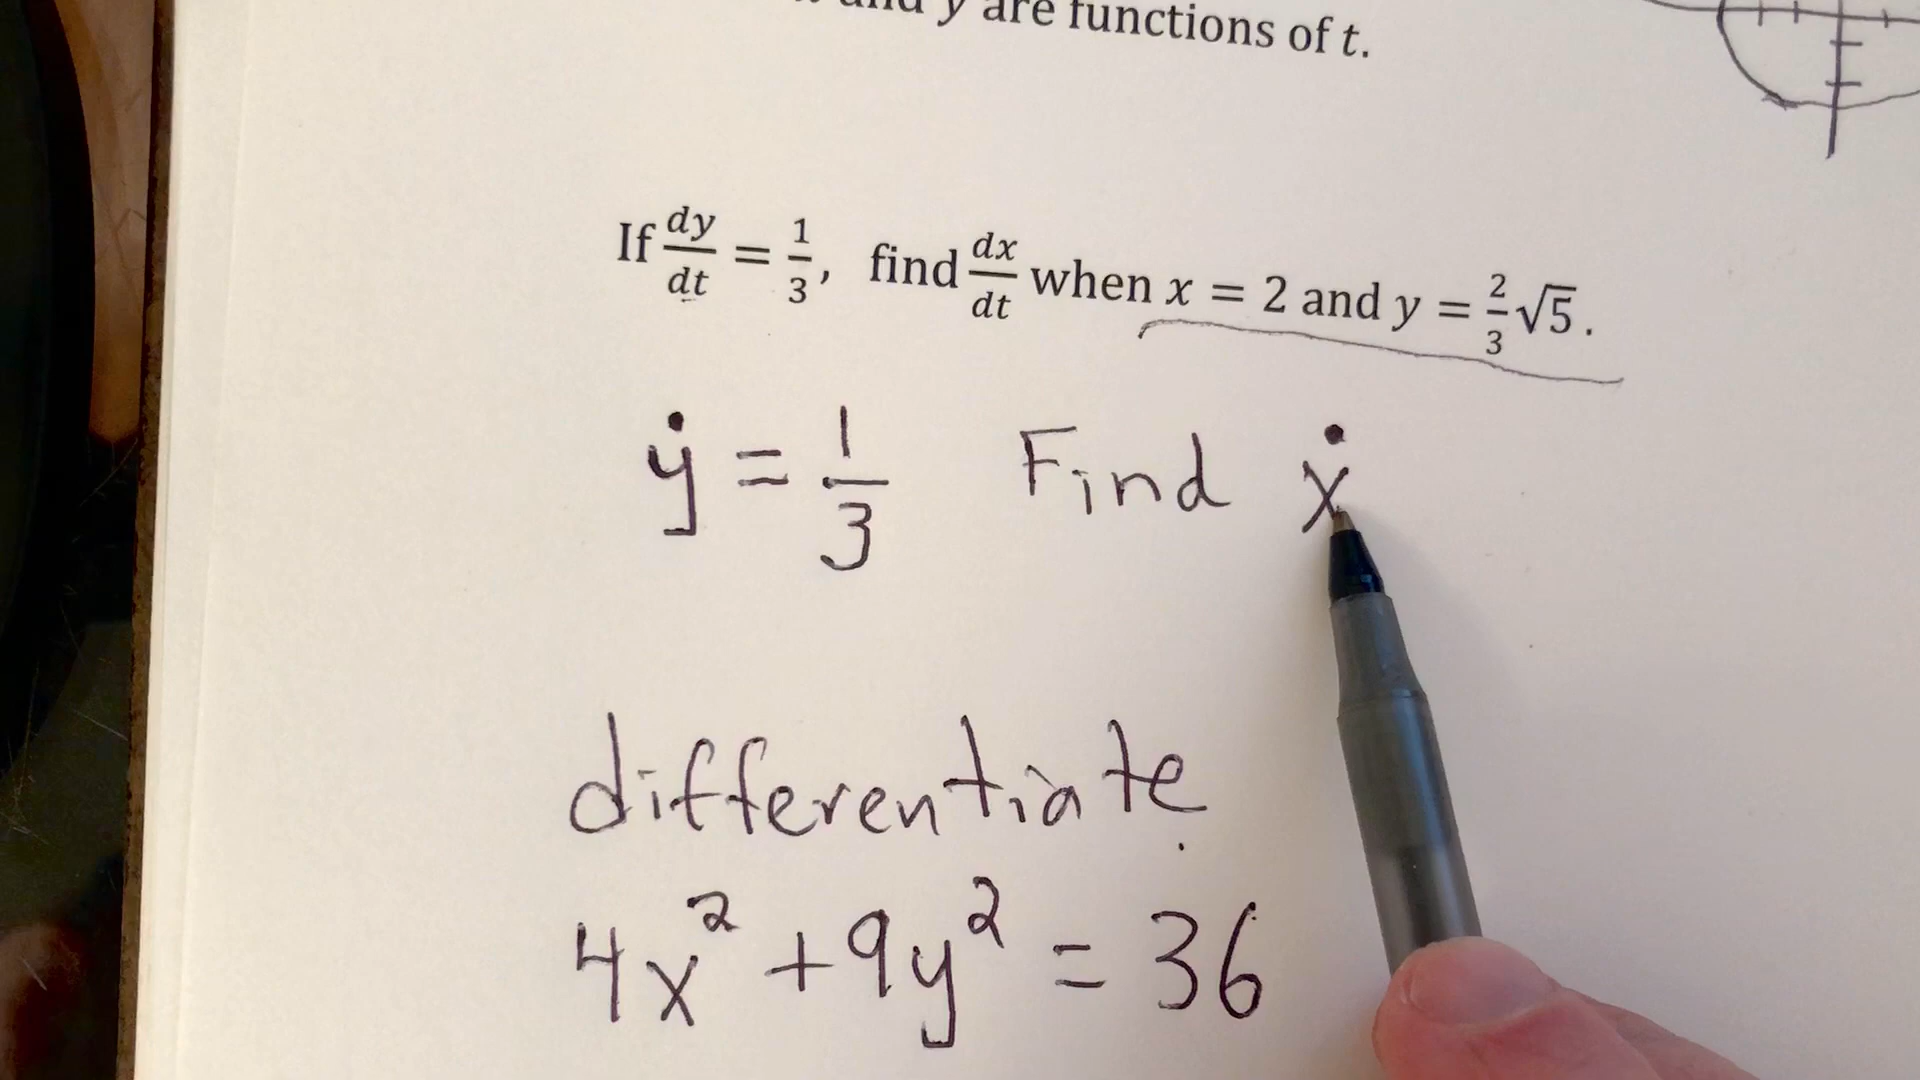 and y are functions of t.
If dy/dt = 1/3, find dx/dt when x = 2 and y = 2/3 √5 .
ẏ = 1/3 Find ẋ
differentiate
4x² + 9y² = 36